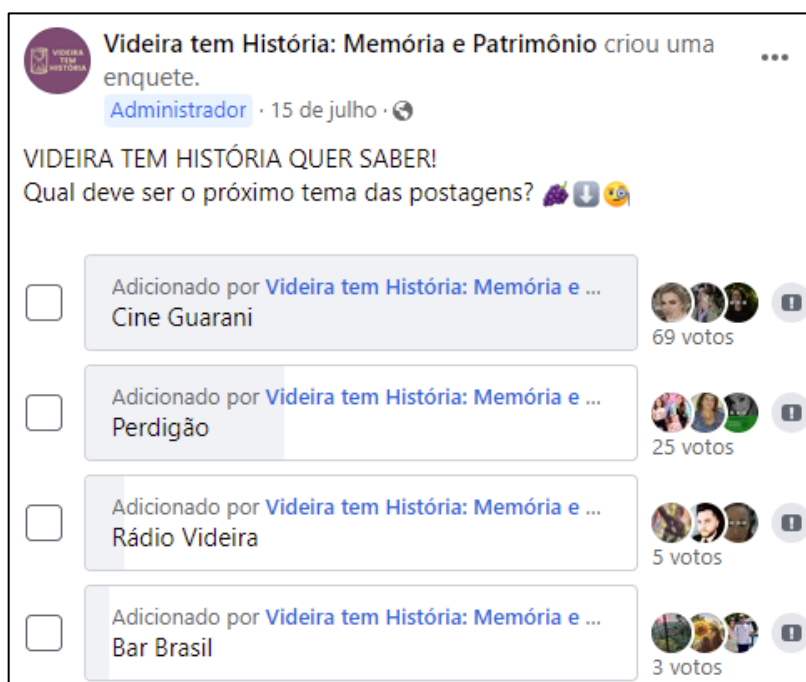 VIDEIRA
TEM
HISTÓRIA
Videira tem História: Memória e Patrimônio criou uma
enquete.
Administrador · 15 de julho ·
VIDEIRA TEM HISTÓRIA QUER SABER!
Qual deve ser o próximo tema das postagens? 🍇⬇️🧐
Adicionado por Videira tem História: Memória e ...
Cine Guarani
69 votos
Adicionado por Videira tem História: Memória e ...
Perdigão
25 votos
Adicionado por Videira tem História: Memória e ...
Rádio Videira
5 votos
Adicionado por Videira tem História: Memória e ...
Bar Brasil
3 votos